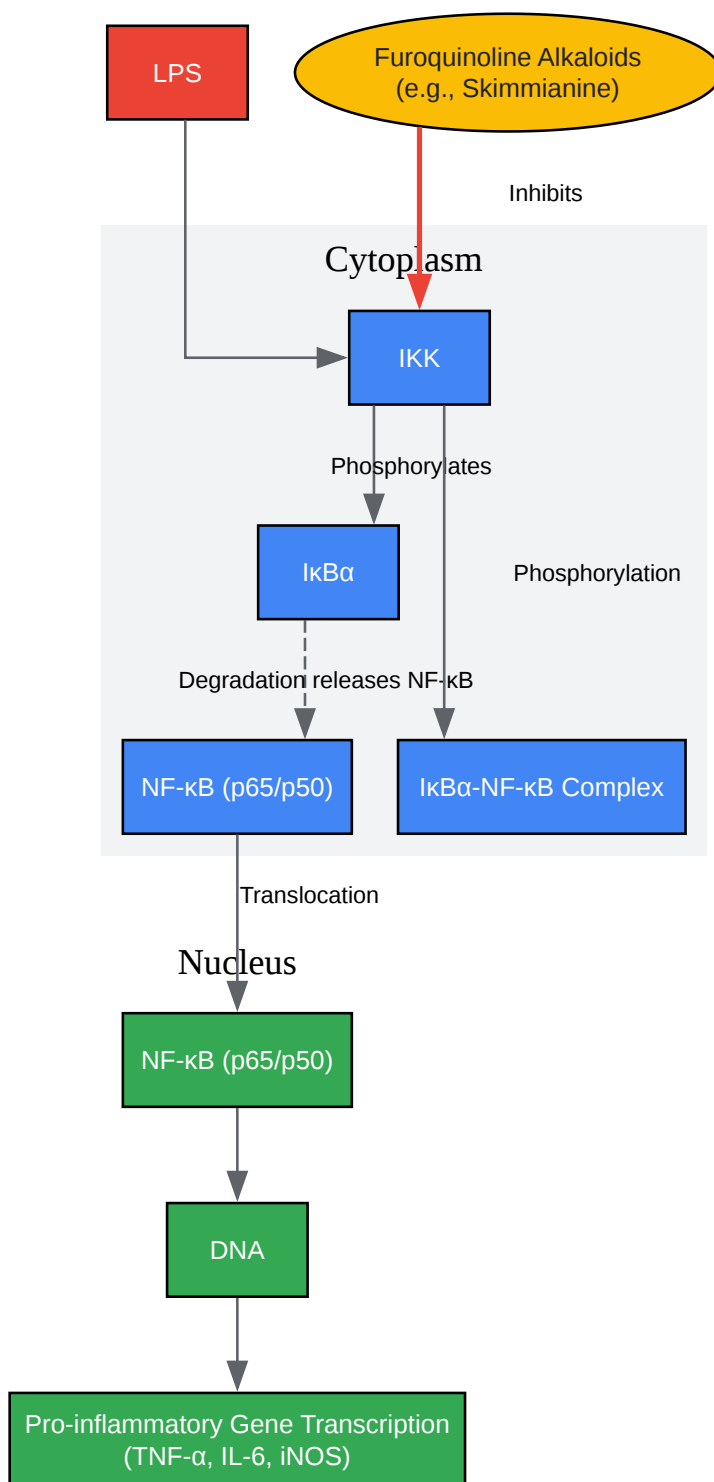 LPS
Furoquinoline Alkaloids
(e.g., Skimmianine)
Inhibits
Cytoplasm
IKK
Phosphorylates
IκBα
Phosphorylation
Degradation releases NF-κB
NF-κB (p65/p50)
IκBα-NF-κB Complex
Translocation
Nucleus
NF-κB (p65/p50)
DNA
Pro-inflammatory Gene Transcription
(TNF-α, IL-6, iNOS)